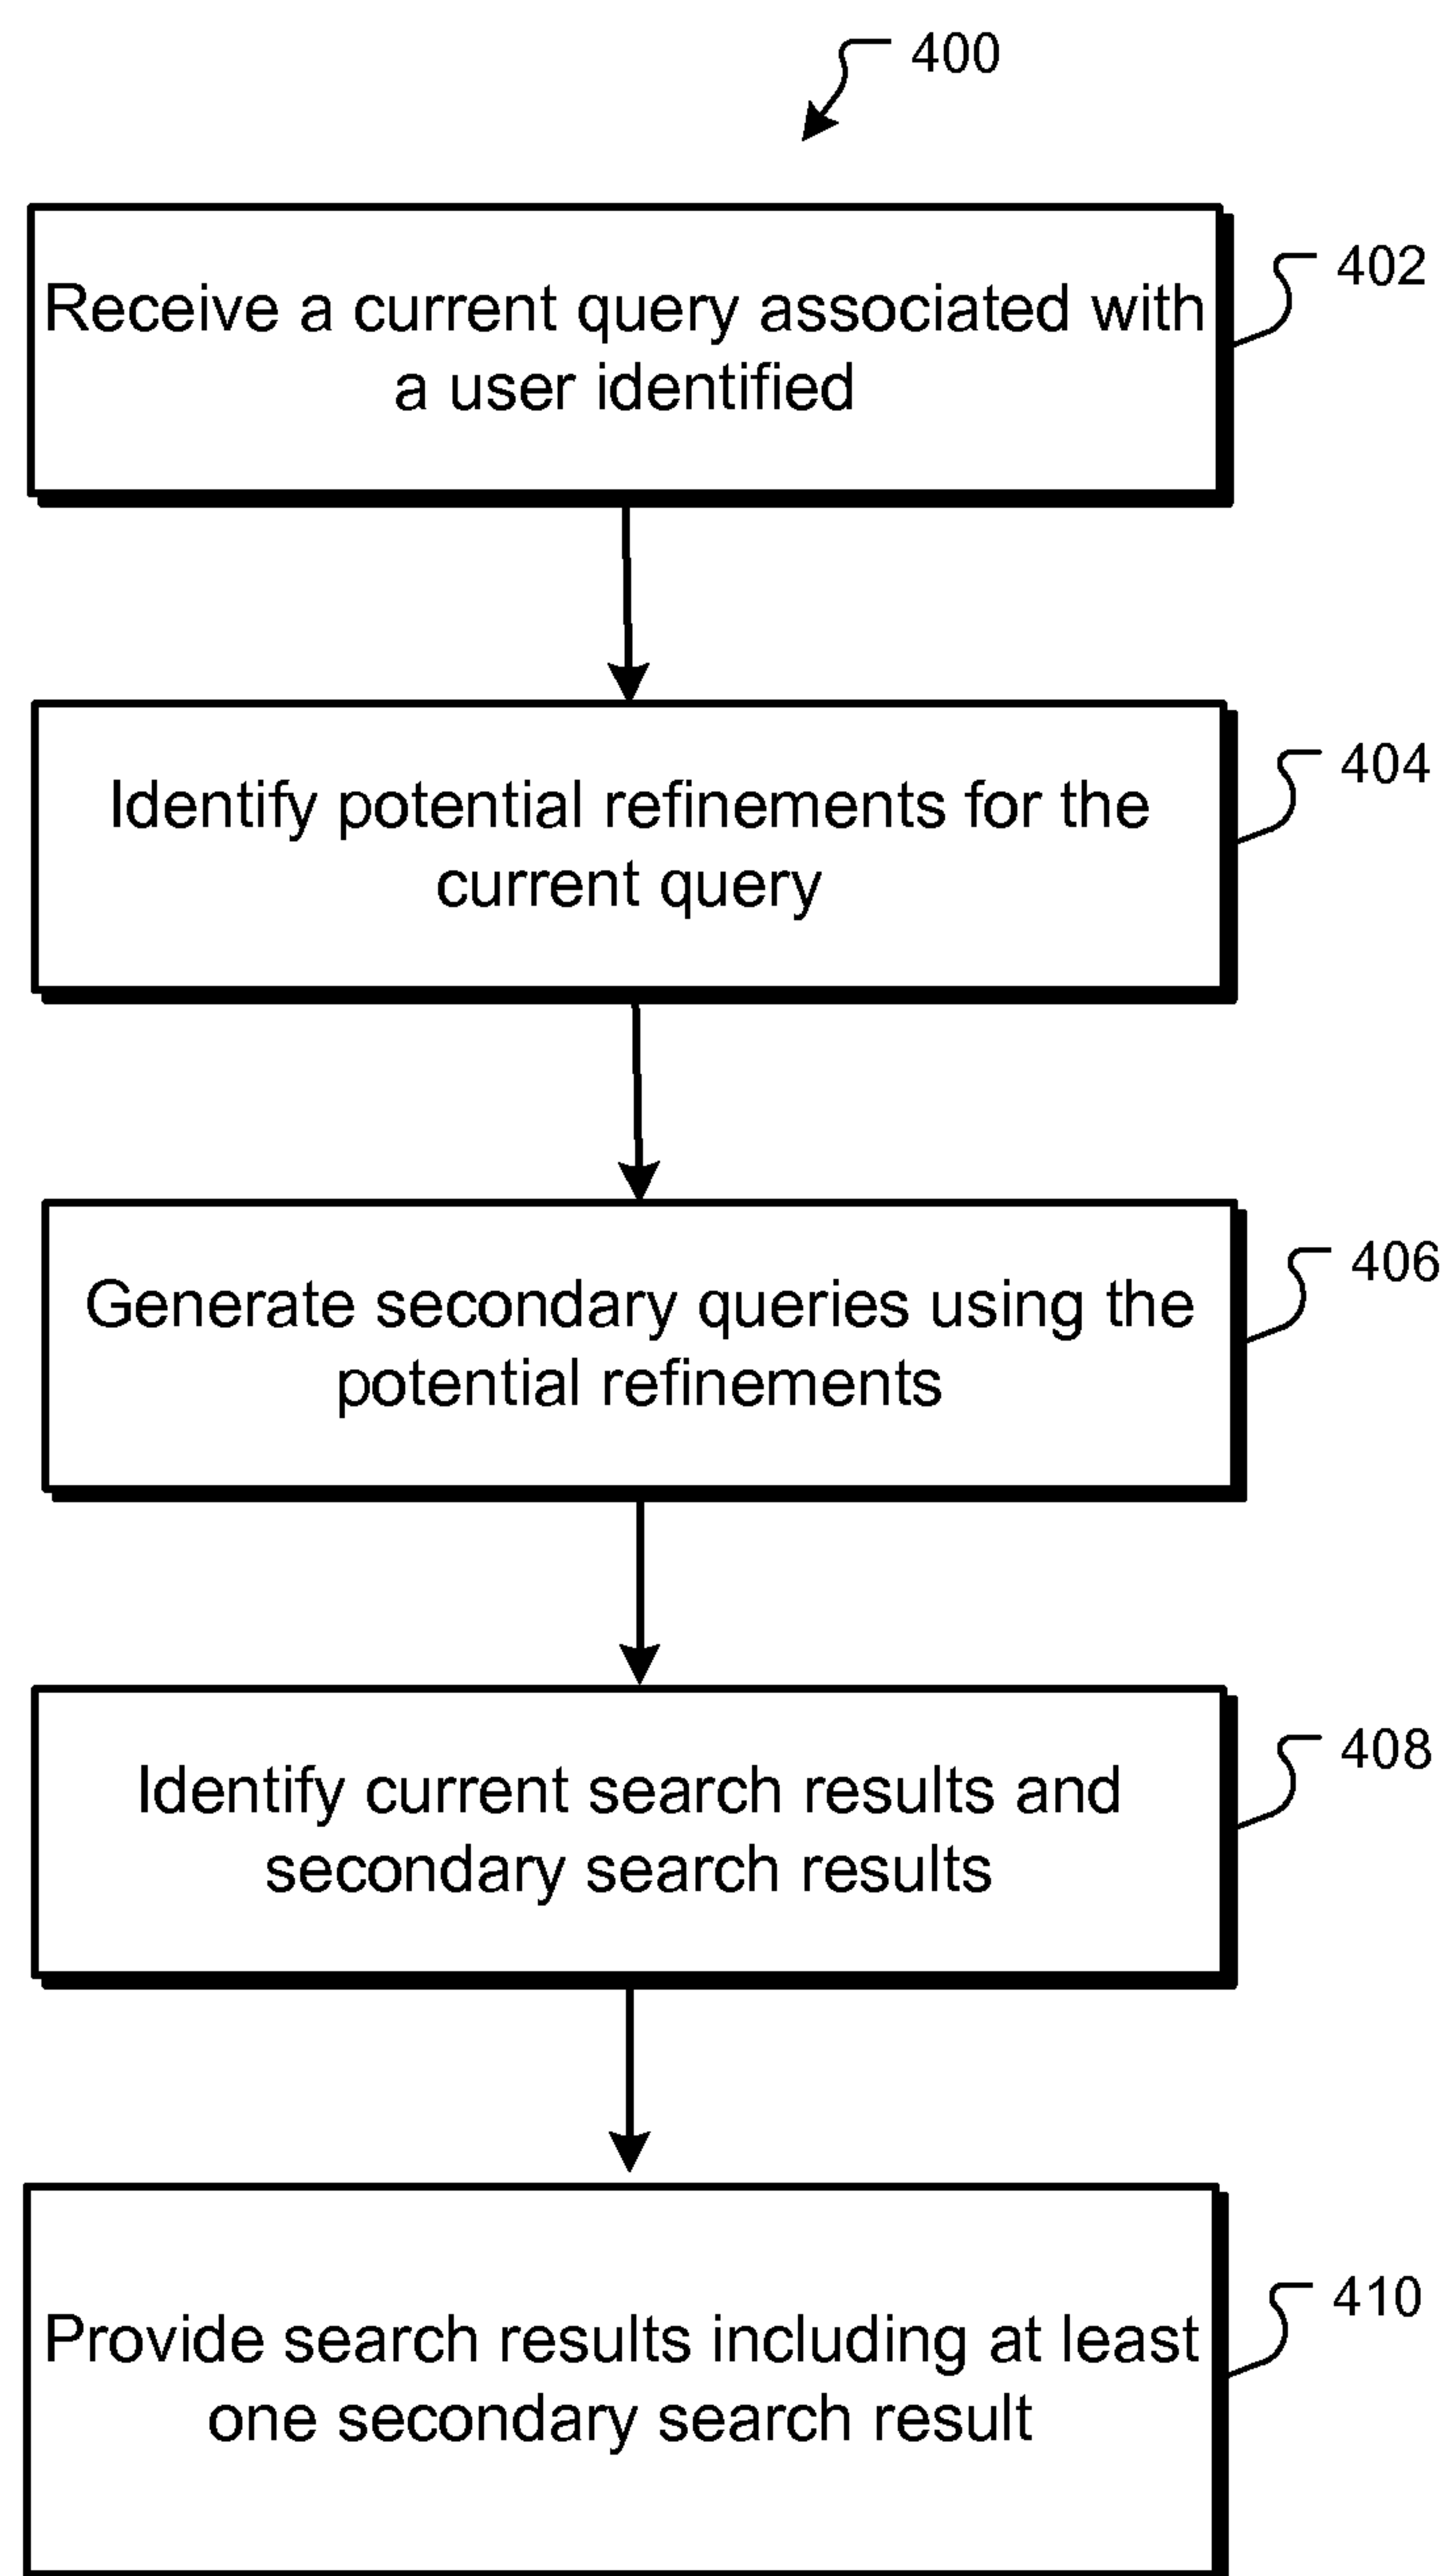 400
Receive a current query associated with
a user identified
402
Identify potential refinements for the
current query
404
Generate secondary queries using the
potential refinements
406
Identify current search results and
secondary search results
408
Provide search results including at least
one secondary search result
410